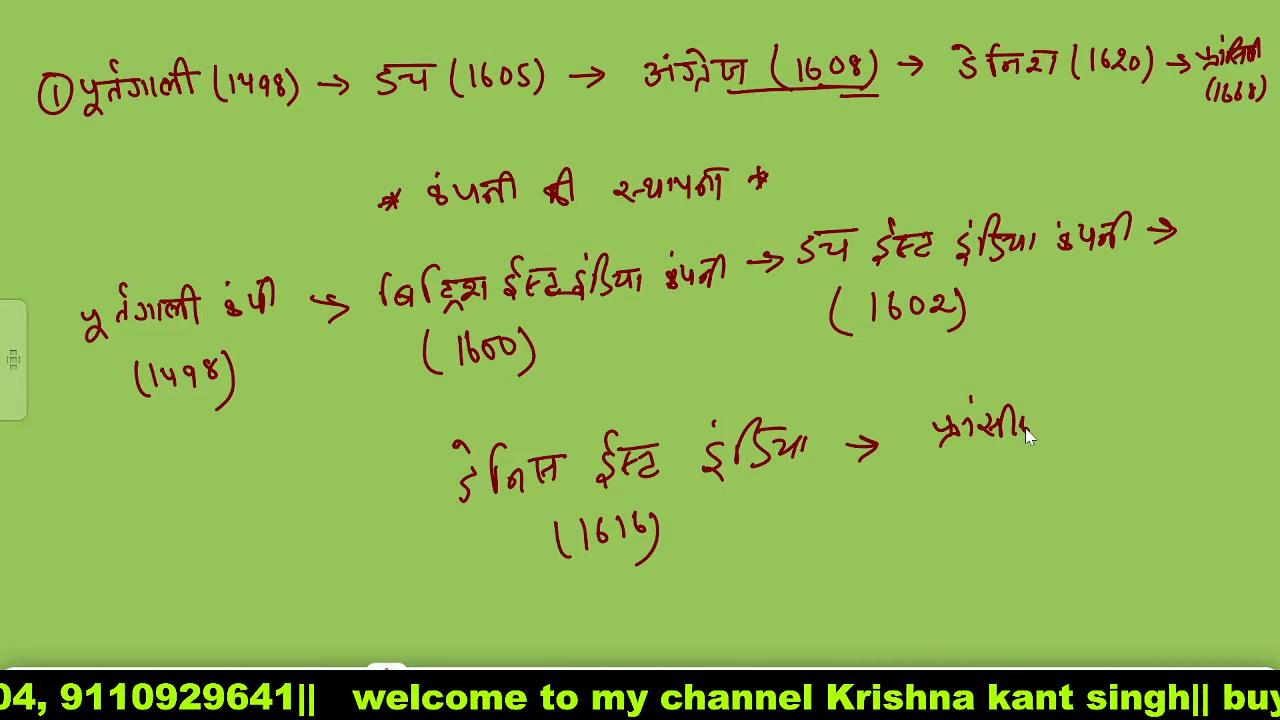 ① पूर्तगाली (1498) → डच (1605) → अंग्रेज (1608) → डेनिश (1620) →
(1668)
* कंपनी की स्थापना *
पूर्तगाली कंपी → ब्रिट्रिश ईस्ट इंडिया कंपनी → डच ईस्ट इंडिया कंपनी →
(1498) (1600) (1602)
डेनिस ईस्ट इंडिया → फ्रांसी
(1616)
04, 9110929641|| welcome to my channel Krishna kant singh|| buy